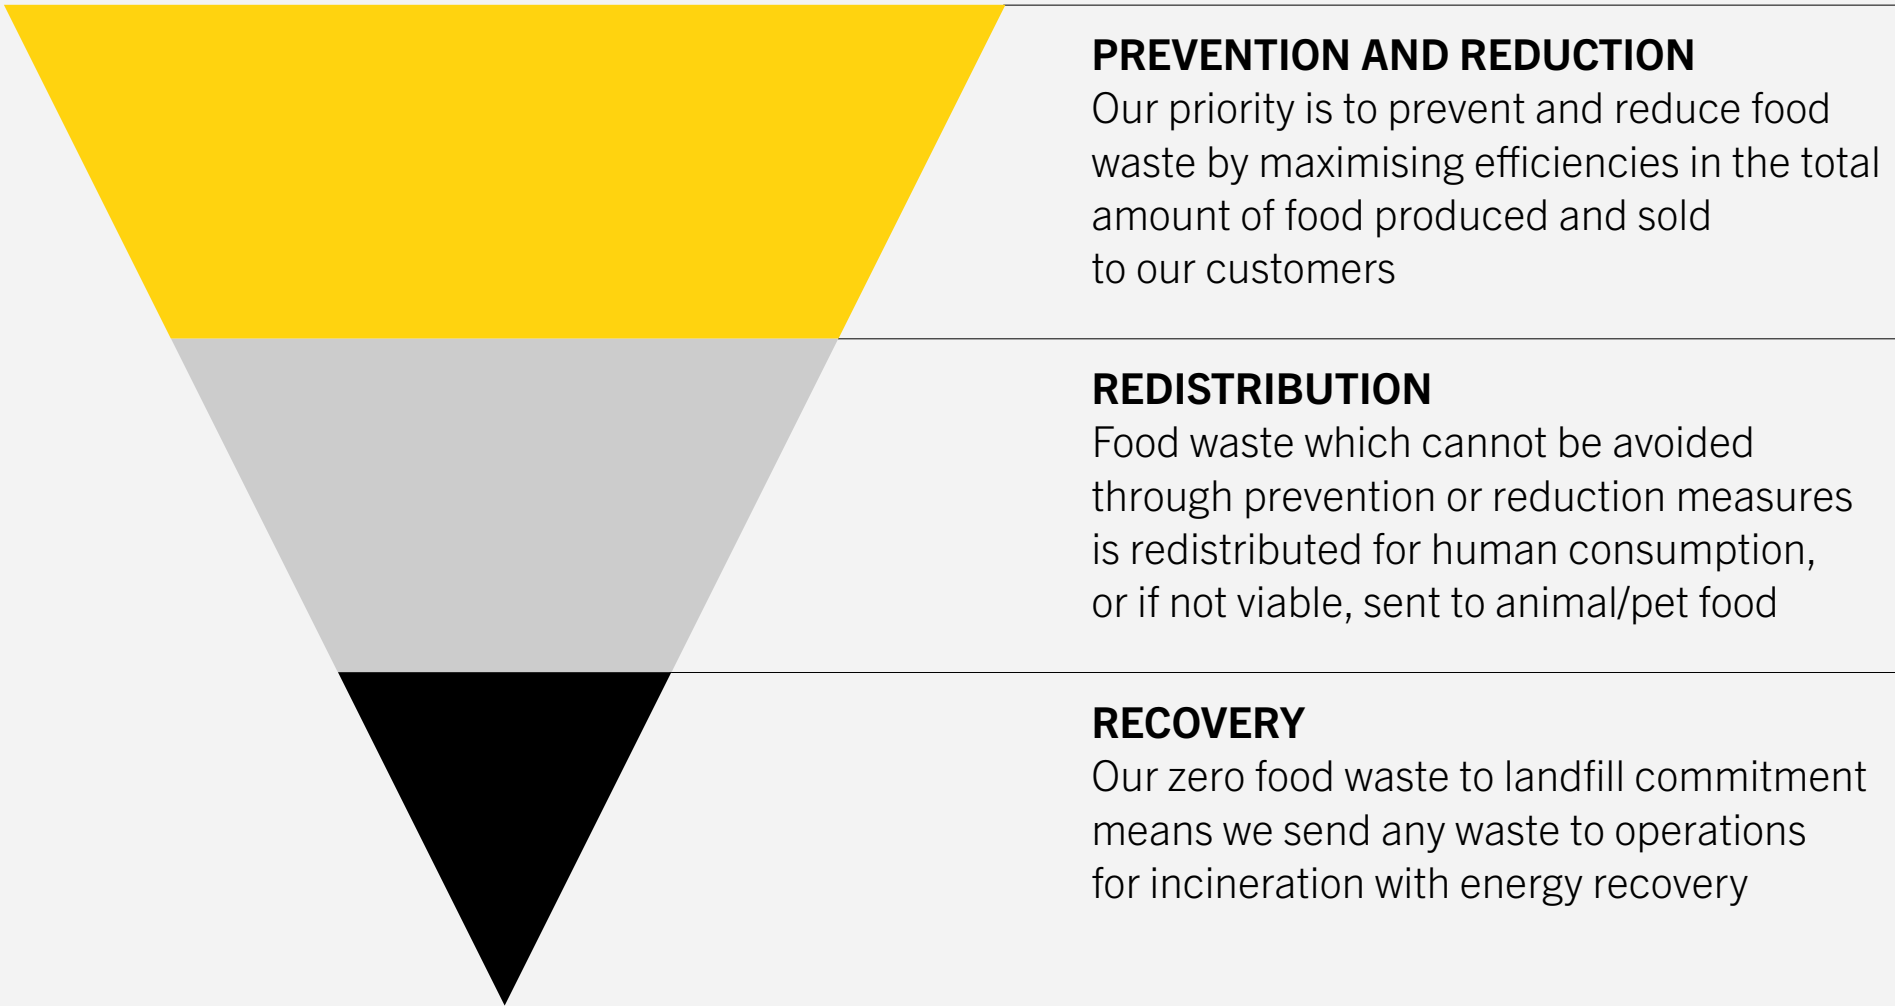 PREVENTION AND REDUCTION
Our priority is to prevent and reduce food
waste by maximising efficiencies in the total
amount of food produced and sold
to our customers
REDISTRIBUTION
Food waste which cannot be avoided
through prevention or reduction measures
is redistributed for human consumption,
or if not viable, sent to animal/pet food
RECOVERY
Our zero food waste to landfill commitment
means we send any waste to operations
for incineration with energy recovery